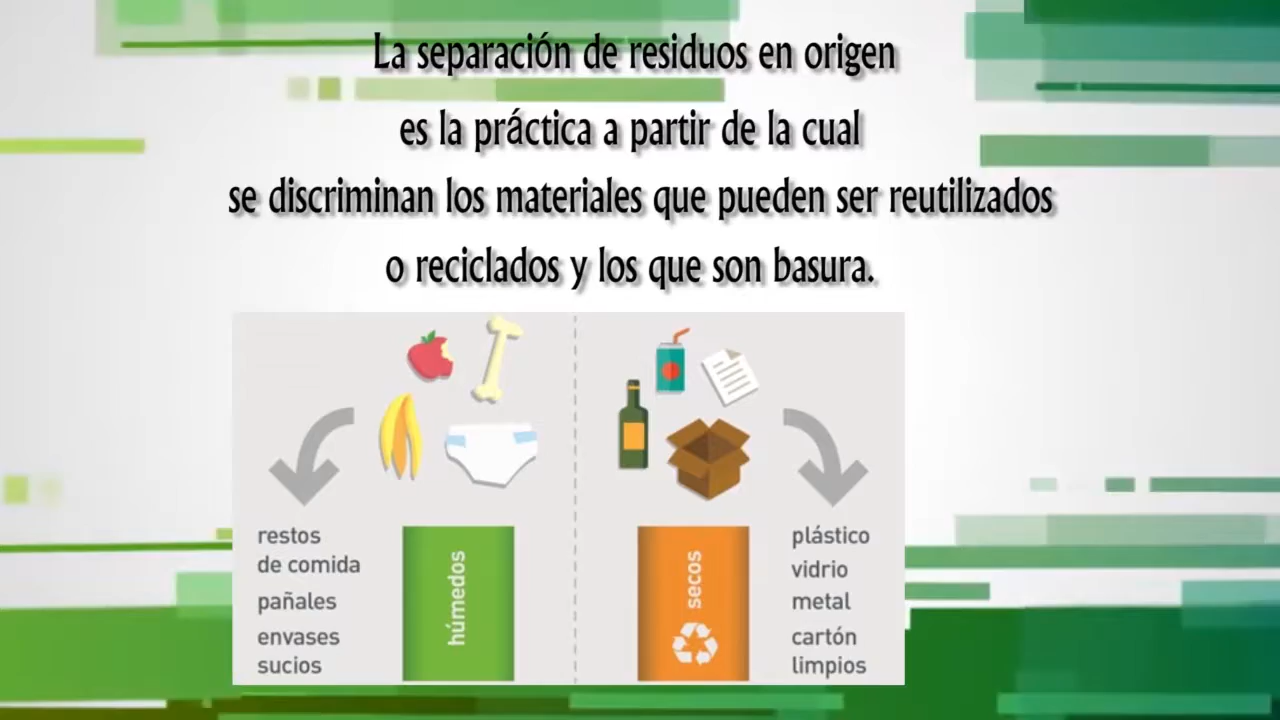 La separación de residuos en origen
es la práctica a partir de la cual
se discriminan los materiales que pueden ser reutilizados
o reciclados y los que son basura.
restos
de comida
pañales
envases
sucios
húmedos
secos
plástico
vidrio
metal
cartón
limpios